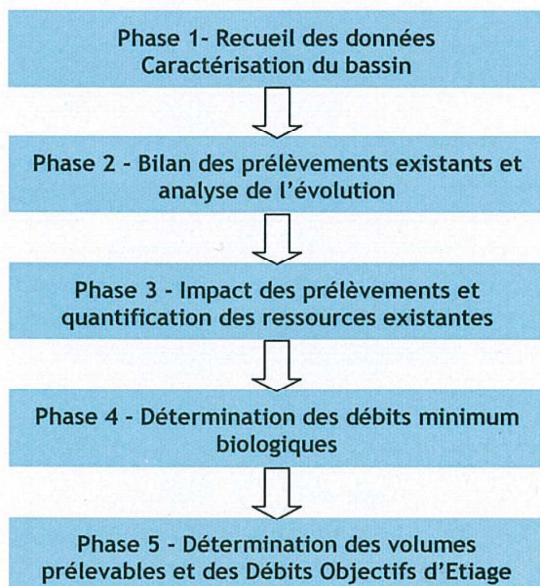 Phase 1- Recueil des données
Caractérisation du bassin
Phase 2 - Bilan des prélèvements existants et
analyse de l'évolution
Phase 3 - Impact des prélèvements et
quantification des ressources existantes
Phase 4 - Détermination des débits minimum
biologiques
Phase 5 - Détermination des volumes
prélevables et des Débits Objectifs d'Etiage